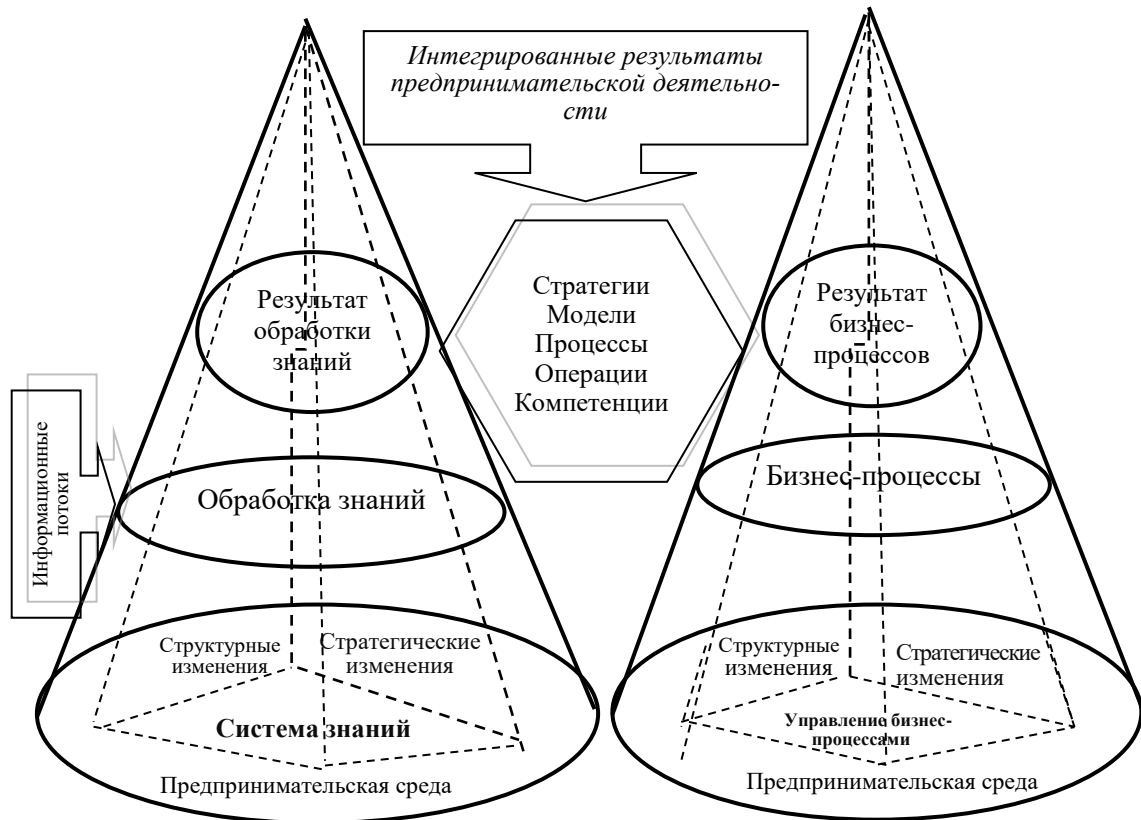 Интегрированные результаты
предпринимательской деятельно-
сти
Результат
обработки
знаний
Стратегии
Модели
Процессы
Операции
Компетенции
Результат
бизнес-
процессов
Информационные
потоки
Обработка знаний
Бизнес-процессы
Структурные
изменения
Стратегические
изменения
Система знаний
Предпринимательская среда
Структурные
изменения
Стратегические
изменения
Управление бизнес-
процессами
Предпринимательская среда